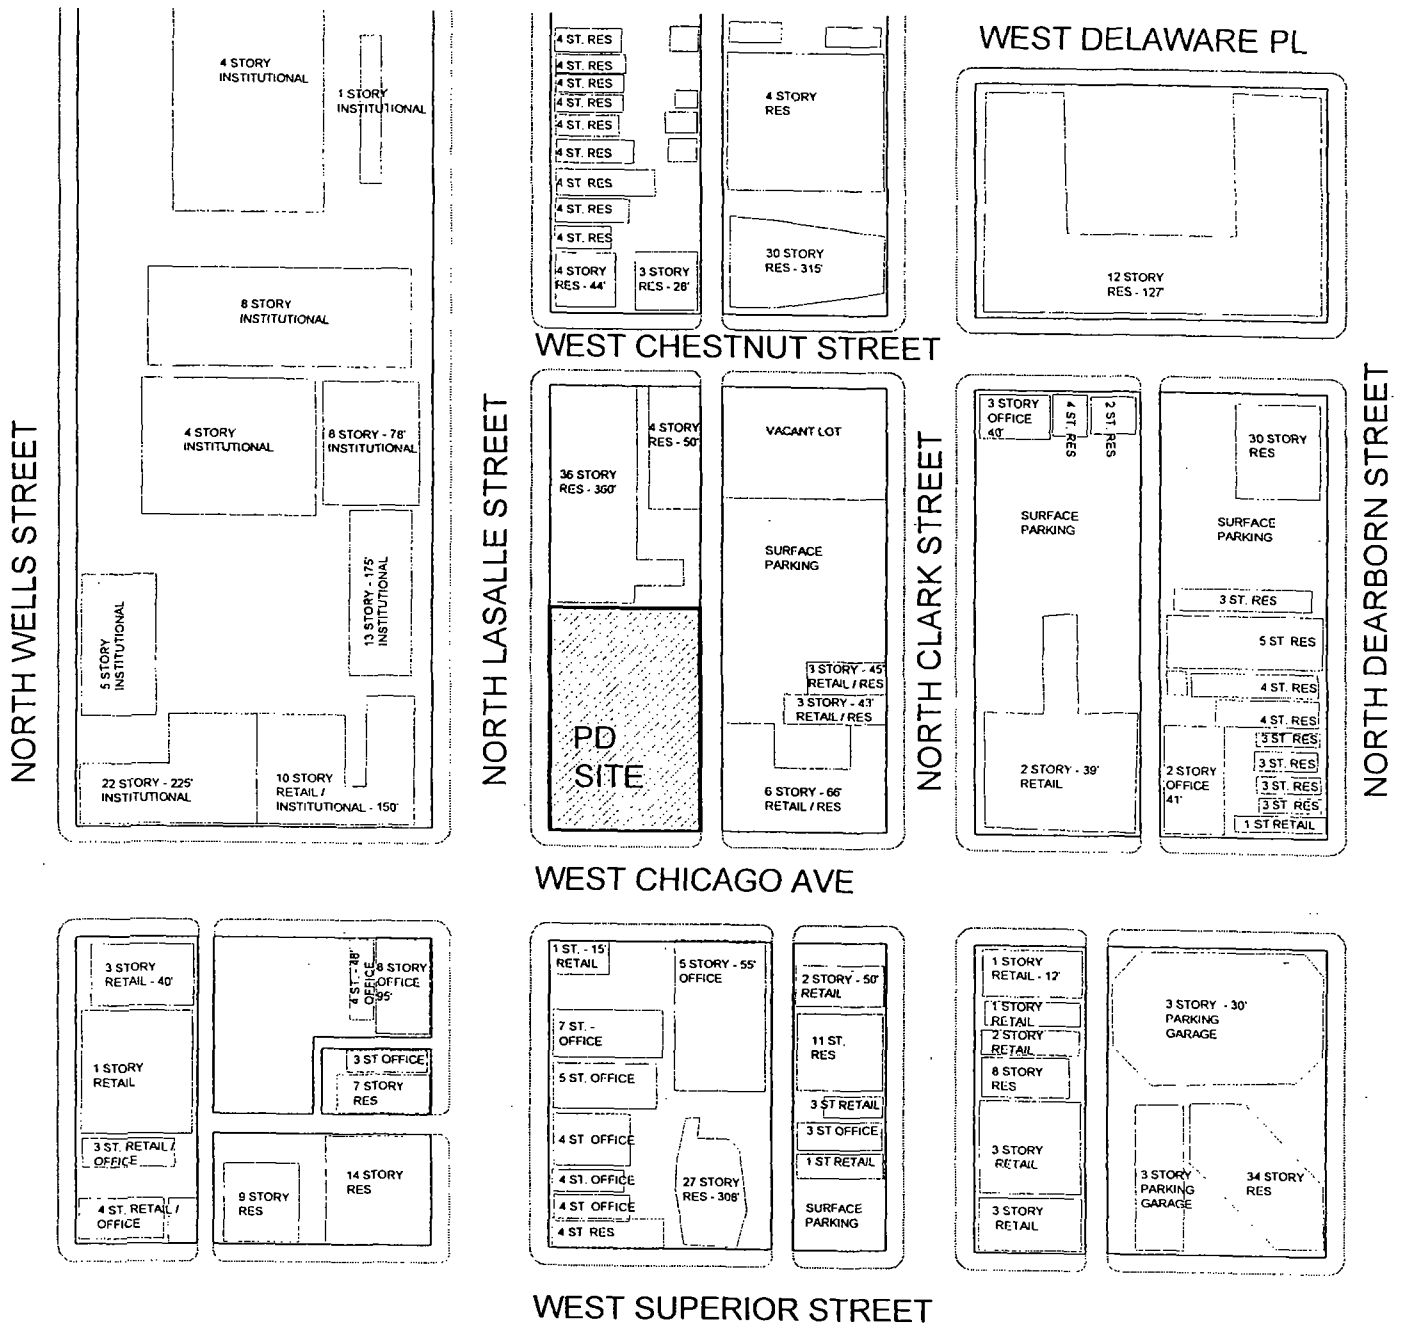 WEST DELAWARE PL
4 STORY
INSTITUTIONAL
1 STORY
INSTITUTIONAL
4 ST. RES
4 ST. RES
4 ST. RES
4 ST. RES
4 ST. RES
4 ST. RES
4 ST RES
4 ST. RES
4 ST. RES
4 STORY
RES - 44'
3 STORY
RES - 28'
4 STORY
RES
30 STORY
RES - 315'
12 STORY
RES - 127'
8 STORY
INSTITUTIONAL
WEST CHESTNUT STREET
NORTH WELLS STREET
4 STORY
INSTITUTIONAL
8 STORY - 78'
INSTITUTIONAL
13 STORY - 175'
INSTITUTIONAL
5 STORY
INSTITUTIONAL
22 STORY - 225'
INSTITUTIONAL
10 STORY
RETAIL /
INSTITUTIONAL - 150'
NORTH LASALLE STREET
36 STORY
RES - 360'
4 STORY
RES - 50'
PD
SITE
VACANT LOT
SURFACE
PARKING
3 STORY - 45'
RETAIL / RES
3 STORY - 43'
RETAIL / RES
6 STORY - 66'
RETAIL / RES
NORTH CLARK STREET
3 STORY
OFFICE
40'
4 ST. RES
2 ST. RES
SURFACE
PARKING
2 STORY - 39'
RETAIL
30 STORY
RES
SURFACE
PARKING
3 ST. RES
5 ST RES
4 ST. RES
4 ST. RES
3 ST RES
3 ST. RES
3 ST. RES
3 ST RES
1 ST RETAIL
2 STORY
OFFICE
41'
NORTH DEARBORN STREET
WEST CHICAGO AVE
3 STORY
RETAIL - 40'
1 STORY
RETAIL
3 ST. RETAIL /
OFFICE
4 ST. RETAIL /
OFFICE
4 ST. - 48'
OFFICE
8 STORY
OFFICE
95'
3 ST OFFICE
7 STORY
RES
9 STORY
RES
14 STORY
RES
1 ST. - 15'
RETAIL
5 STORY - 55'
OFFICE
7 ST. -
OFFICE
5 ST. OFFICE
4 ST OFFICE
4 ST. OFFICE
4 ST. OFFICE
4 ST RES
27 STORY
RES - 308'
2 STORY - 50'
RETAIL
11 ST.
RES
3 ST RETAIL
3 ST OFFICE
1 ST RETAIL
SURFACE
PARKING
1 STORY
RETAIL - 12'
1 STORY
RETAIL
2 STORY
RETAIL
8 STORY
RES
3 STORY
RETAIL
3 STORY
RETAIL
3 STORY - 30'
PARKING
GARAGE
3 STORY
PARKING
GARAGE
34 STORY
RES
WEST SUPERIOR STREET